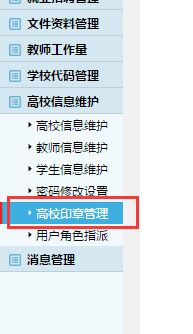 文件资料管理
教师工作量
学校代码管理
高校信息维护
高校信息维护
教师信息维护
学生信息维护
密码修改设置
高校印章管理
用户角色指派
消息管理